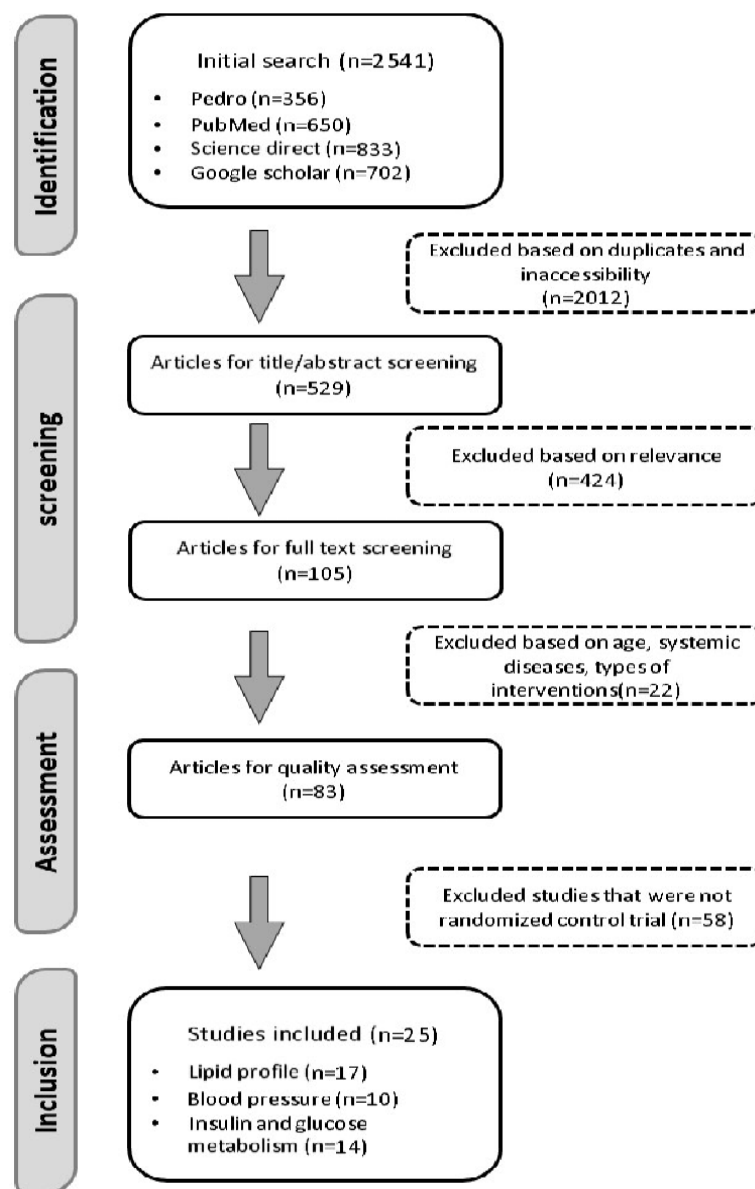 Identification
Initial search (n=2541)
• Pedro (n=356)
• PubMed (n=650)
• Science direct (n=833)
• Google scholar (n=702)
Excluded based on duplicates and
inaccessibility
(n=2012)
screening
Articles for title/abstract screening
(n=529)
Excluded based on relevance
(n=424)
Articles for full text screening
(n=105)
Excluded based on age, systemic
diseases, types of
interventions(n=22)
Assessment
Articles for quality assessment
(n=83)
Excluded studies that were not
randomized control trial (n=58)
Inclusion
Studies included (n=25)
• Lipid profile (n=17)
• Blood pressure (n=10)
• Insulin and glucose
metabolism (n=14)